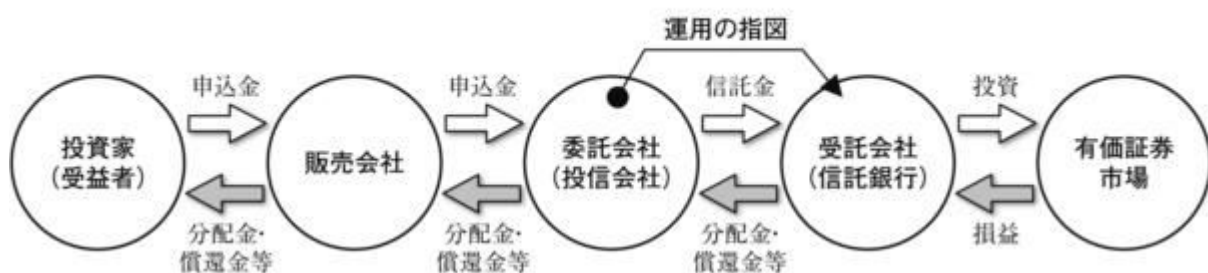 運用の指図
申込金
申込金
信託金
投資
投資家
（受益者）
販売会社
委託会社
（投信会社）
受託会社
（信託銀行）
有価証券
市場
分配金・
償還金等
分配金・
償還金等
分配金・
償還金等
損益